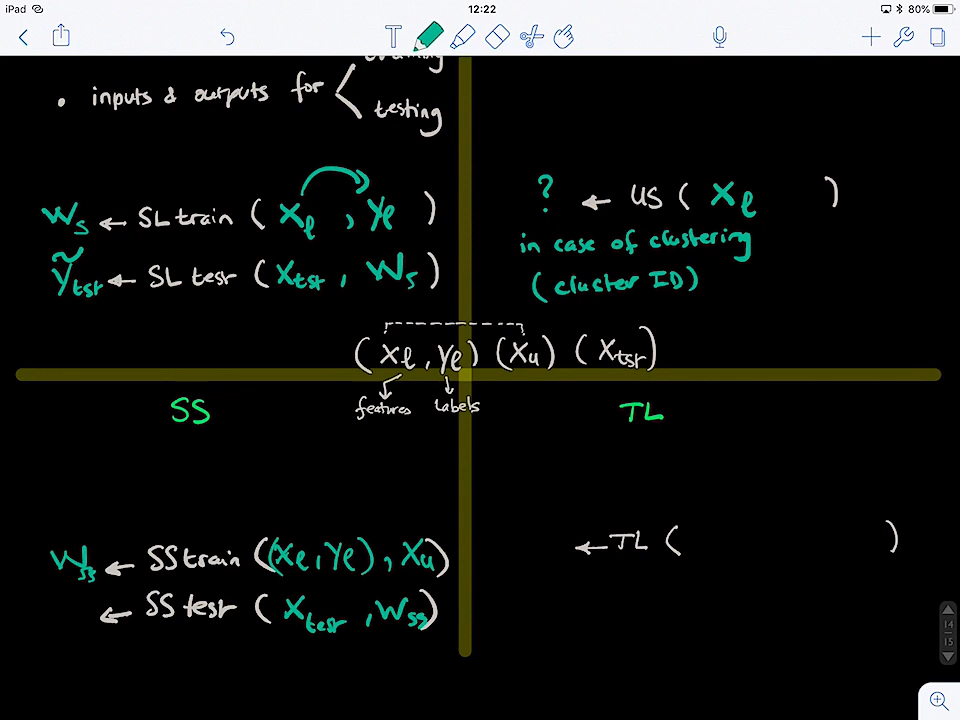 iPad 12:22 80%
T
• inputs & outputs for
testing
Ws ← SL train ( Xℓ , Yℓ )
ỹtst ← SL test ( Xtst , Ws )
? ← US ( Xℓ )
in case of clustering
( cluster ID )
( Xℓ , Yℓ ) ( Xu ) ( Xtst )
features labels
SS
TL
Wss ← SS train ( (Xℓ , Yℓ) , Xu )
← SS test ( Xtest , Wss )
← TL ( )
14
15